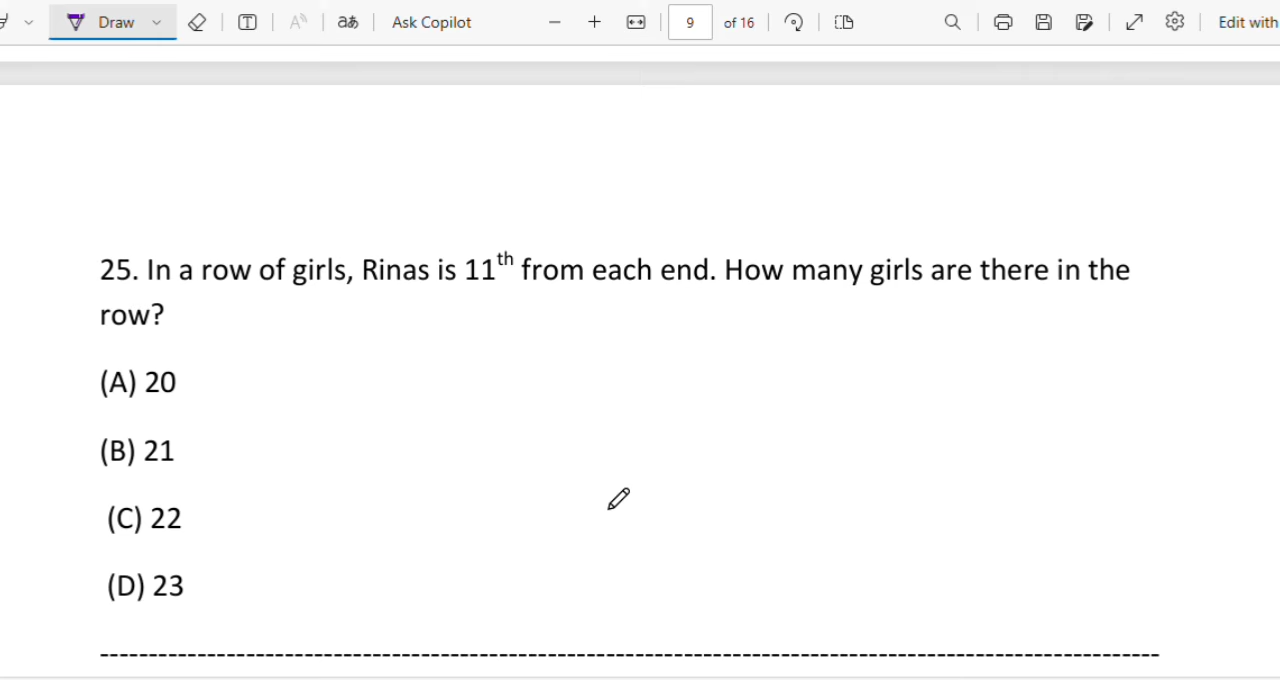 Draw
Ask Copilot
9 of 16
Edit with
25. In a row of girls, Rinas is 11th from each end. How many girls are there in the
row?
(A) 20
(B) 21
(C) 22
(D) 23